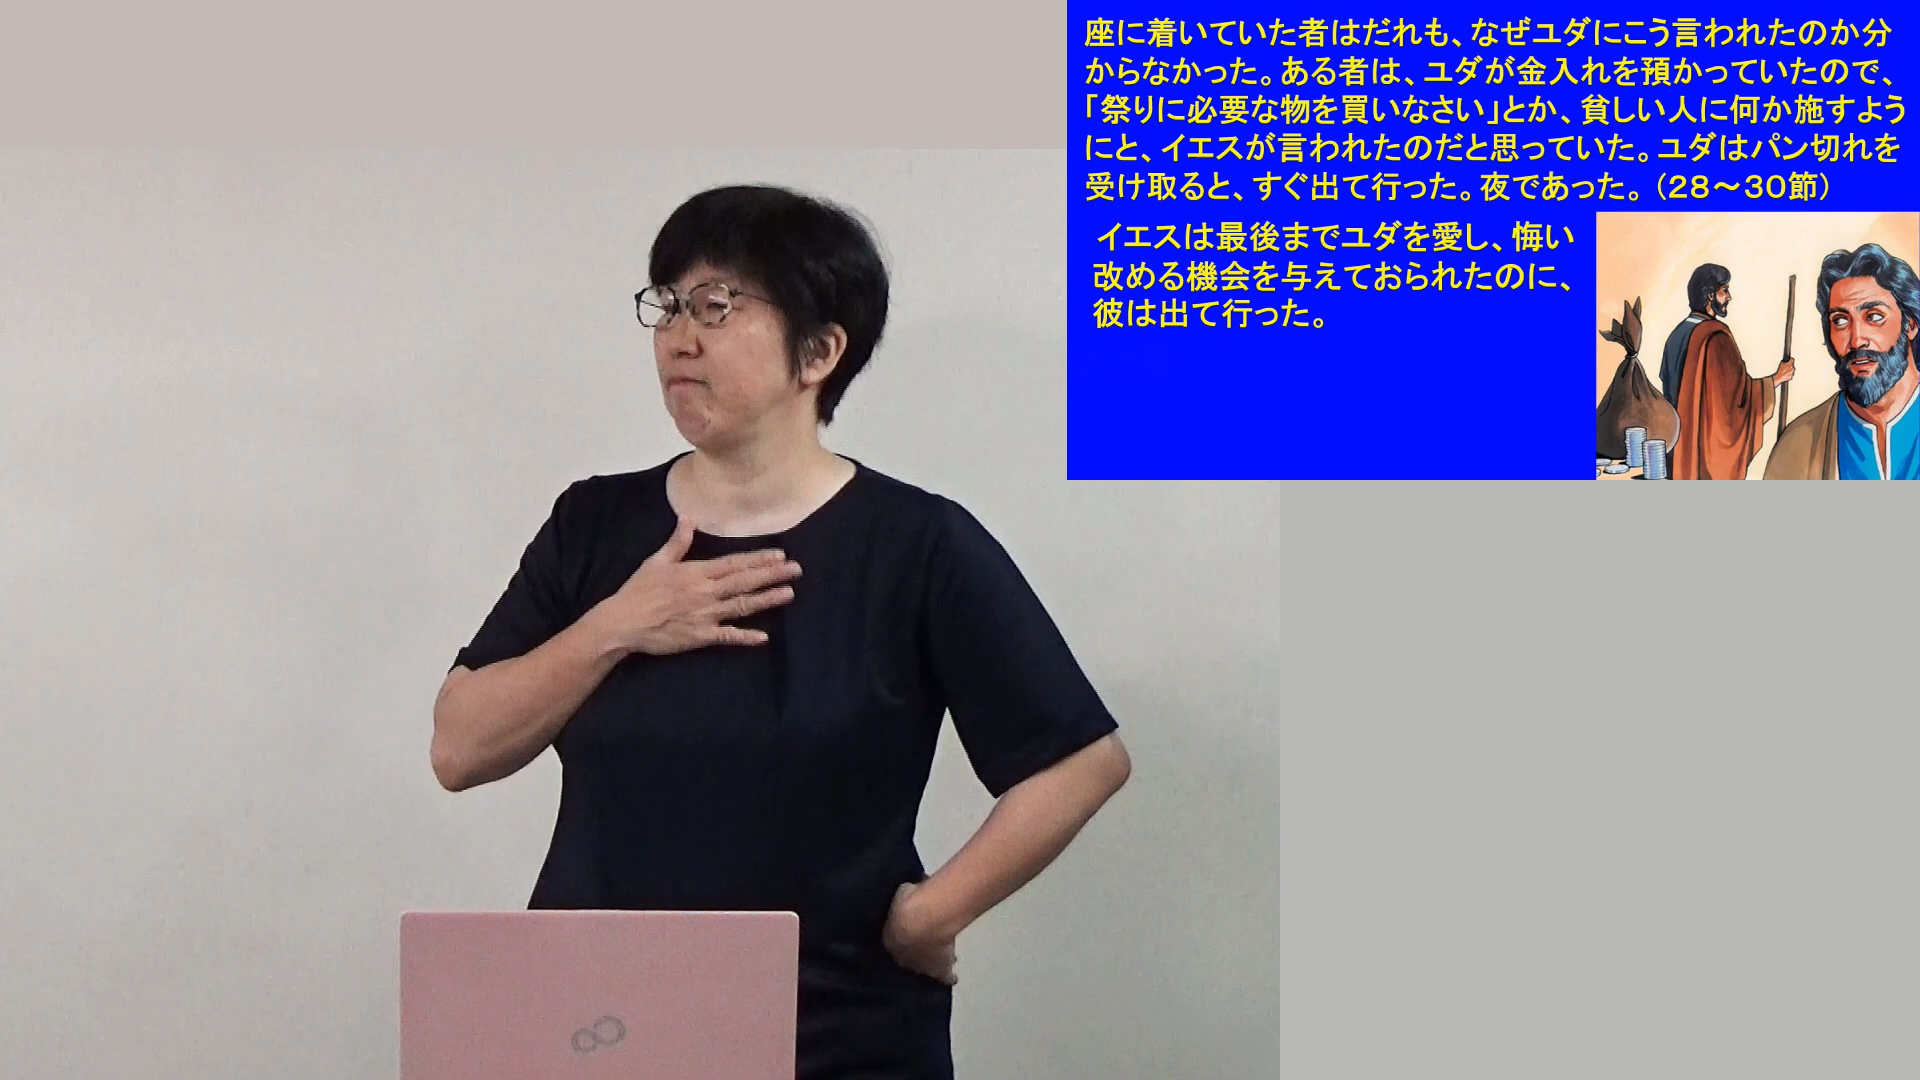 座に着いていた者はだれも、なぜユダにこう言われたのか分
からなかった。ある者は、ユダが金入れを預かっていたので、
「祭りに必要な物を買いなさい」とか、貧しい人に何か施すよう
にと、イエスが言われたのだと思っていた。ユダはパン切れを
受け取ると、すぐ出て行った。夜であった。（２８～３０節）
イエスは最後までユダを愛し、悔い
改める機会を与えておられたのに、
彼は出て行った。